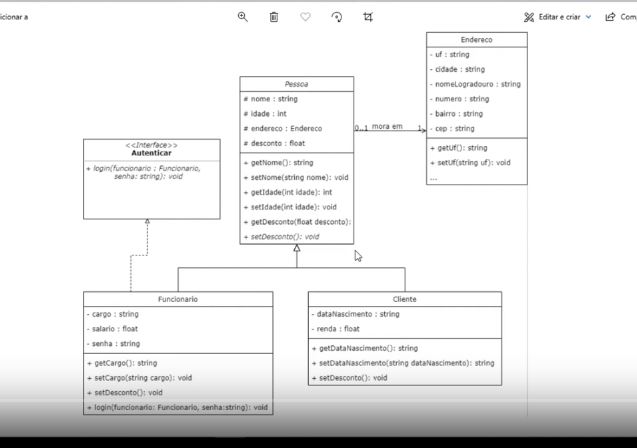 icionar a
Editar e criar
Com
Endereco
- uf : string
- cidade : string
- nomeLogradouro : string
- numero : string
- bairro : string
- cep : string
+ getUf(): string
+ setUf(string uf): void
...
Pessoa
# nome : string
# idade : int
# endereco : Endereco
# desconto : float
+ getNome(): string
+ setNome(string nome): void
+ getIdade(int idade): int
+ setIdade(int idade): void
+ getDesconto(float desconto):
+ setDesconto(): void
0..1 mora em 1
<<Interface>>
Autenticar
+ login(funcionario : Funcionario,
senha: string): void
Funcionario
- cargo : string
- salario : float
- senha : string
+ getCargo(): string
+ setCargo(string cargo): void
+ setDesconto(): void
+ login(funcionario: Funcionario, senha:string): void
Cliente
- dataNascimento : string
- renda : float
+ getDataNascimento(): string
+ setDataNascimento(string dataNascimento): string
+ setDesconto(): void